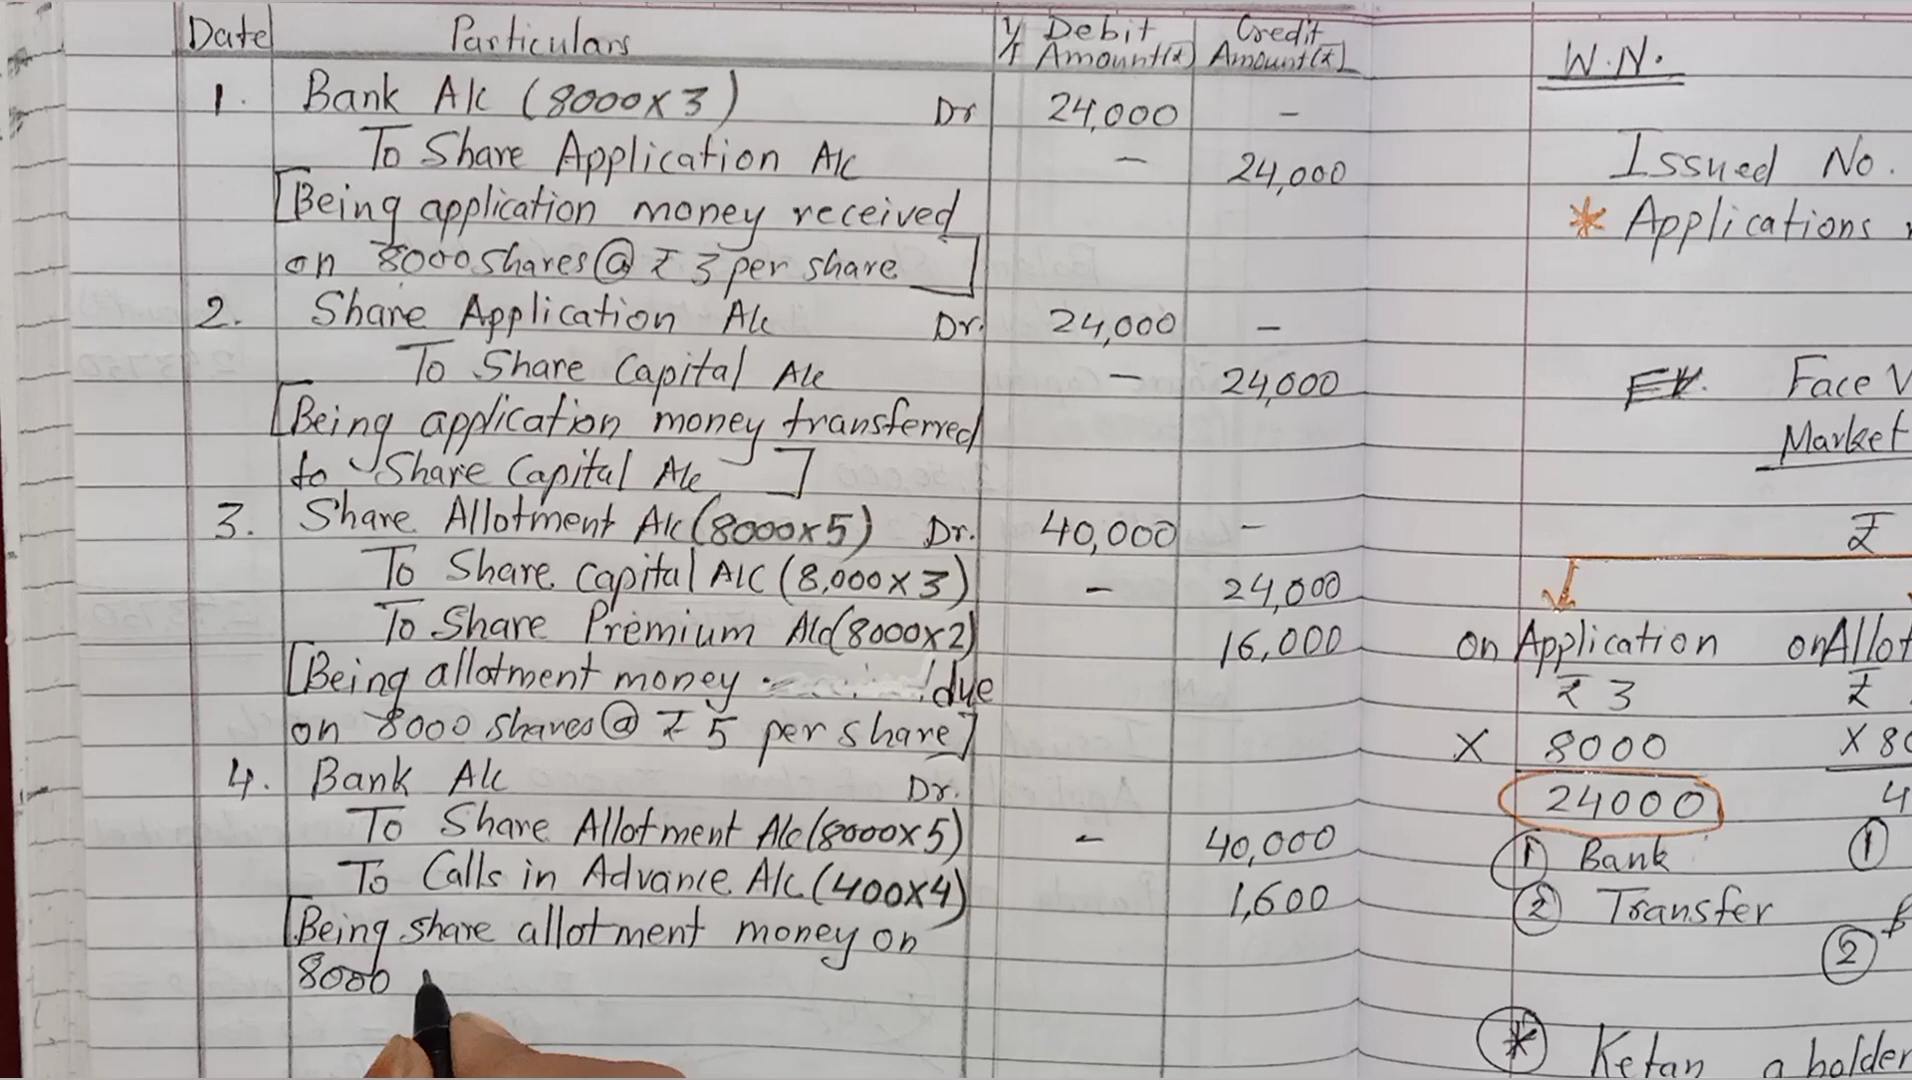 Date Particulars L/F Debit Amount(₹) Credit Amount(₹)
1. Bank A/c (8000x3) Dr 24,000 -
To Share Application A/c - 24,000
[Being application money received
on 8000 Shares @ ₹ 3 per share]
2. Share Application A/c Dr. 24,000 -
To Share Capital A/c - 24,000
[Being application money transferred
to Share Capital A/c]
3. Share Allotment A/c (8000x5) Dr. 40,000 -
To Share Capital A/C (8,000x3) - 24,000
To Share Premium A/c (8000x2) 16,000
[Being allotment money due
on 8000 Shares @ ₹ 5 per share]
4. Bank A/c Dr.
To Share Allotment A/c (8000x5) - 40,000
To Calls in Advance A/c (400x4) 1,600
[Being share allotment money on
8000
W.N.
Issued No.
* Applications
Face V
Market
₹
on Application on Allot
₹ 3 ₹
X 8000 X 80
24000 4
① Bank ①
② Transfer
②
* Ketan a holder